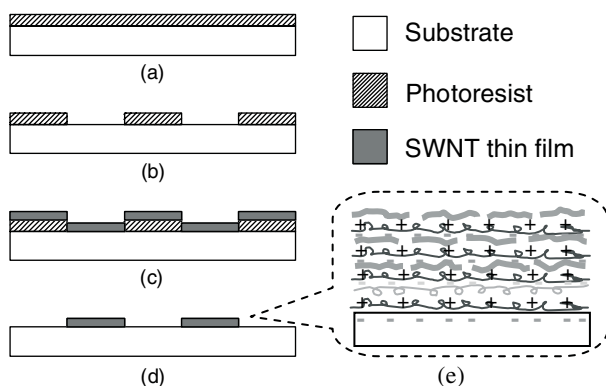 Substrate
(a)
Photoresist
(b)
SWNT thin film
(c)
(d)
(e)